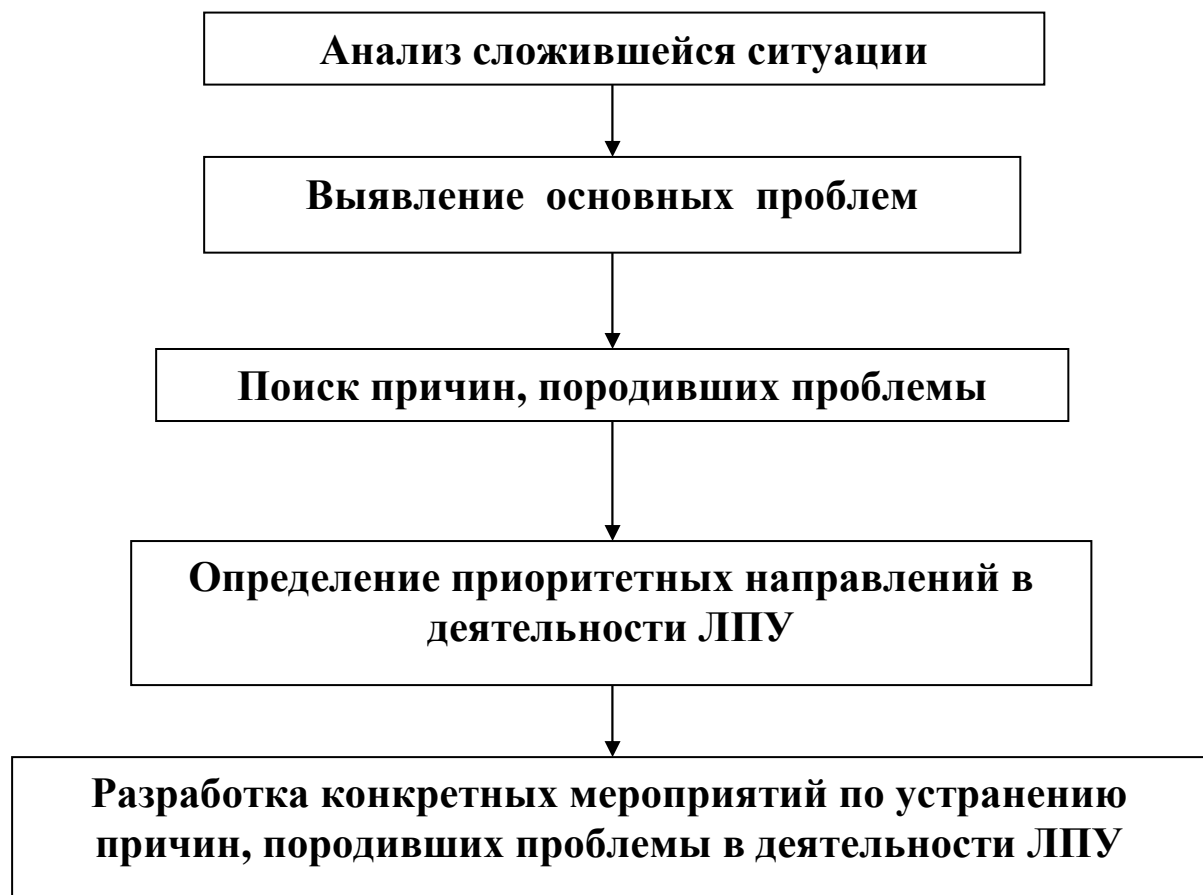 Анализ сложившейся ситуации
Выявление основных проблем
Поиск причин, породивших проблемы
Определение приоритетных направлений в
деятельности ЛПУ
Разработка конкретных мероприятий по устранению
причин, породивших проблемы в деятельности ЛПУ